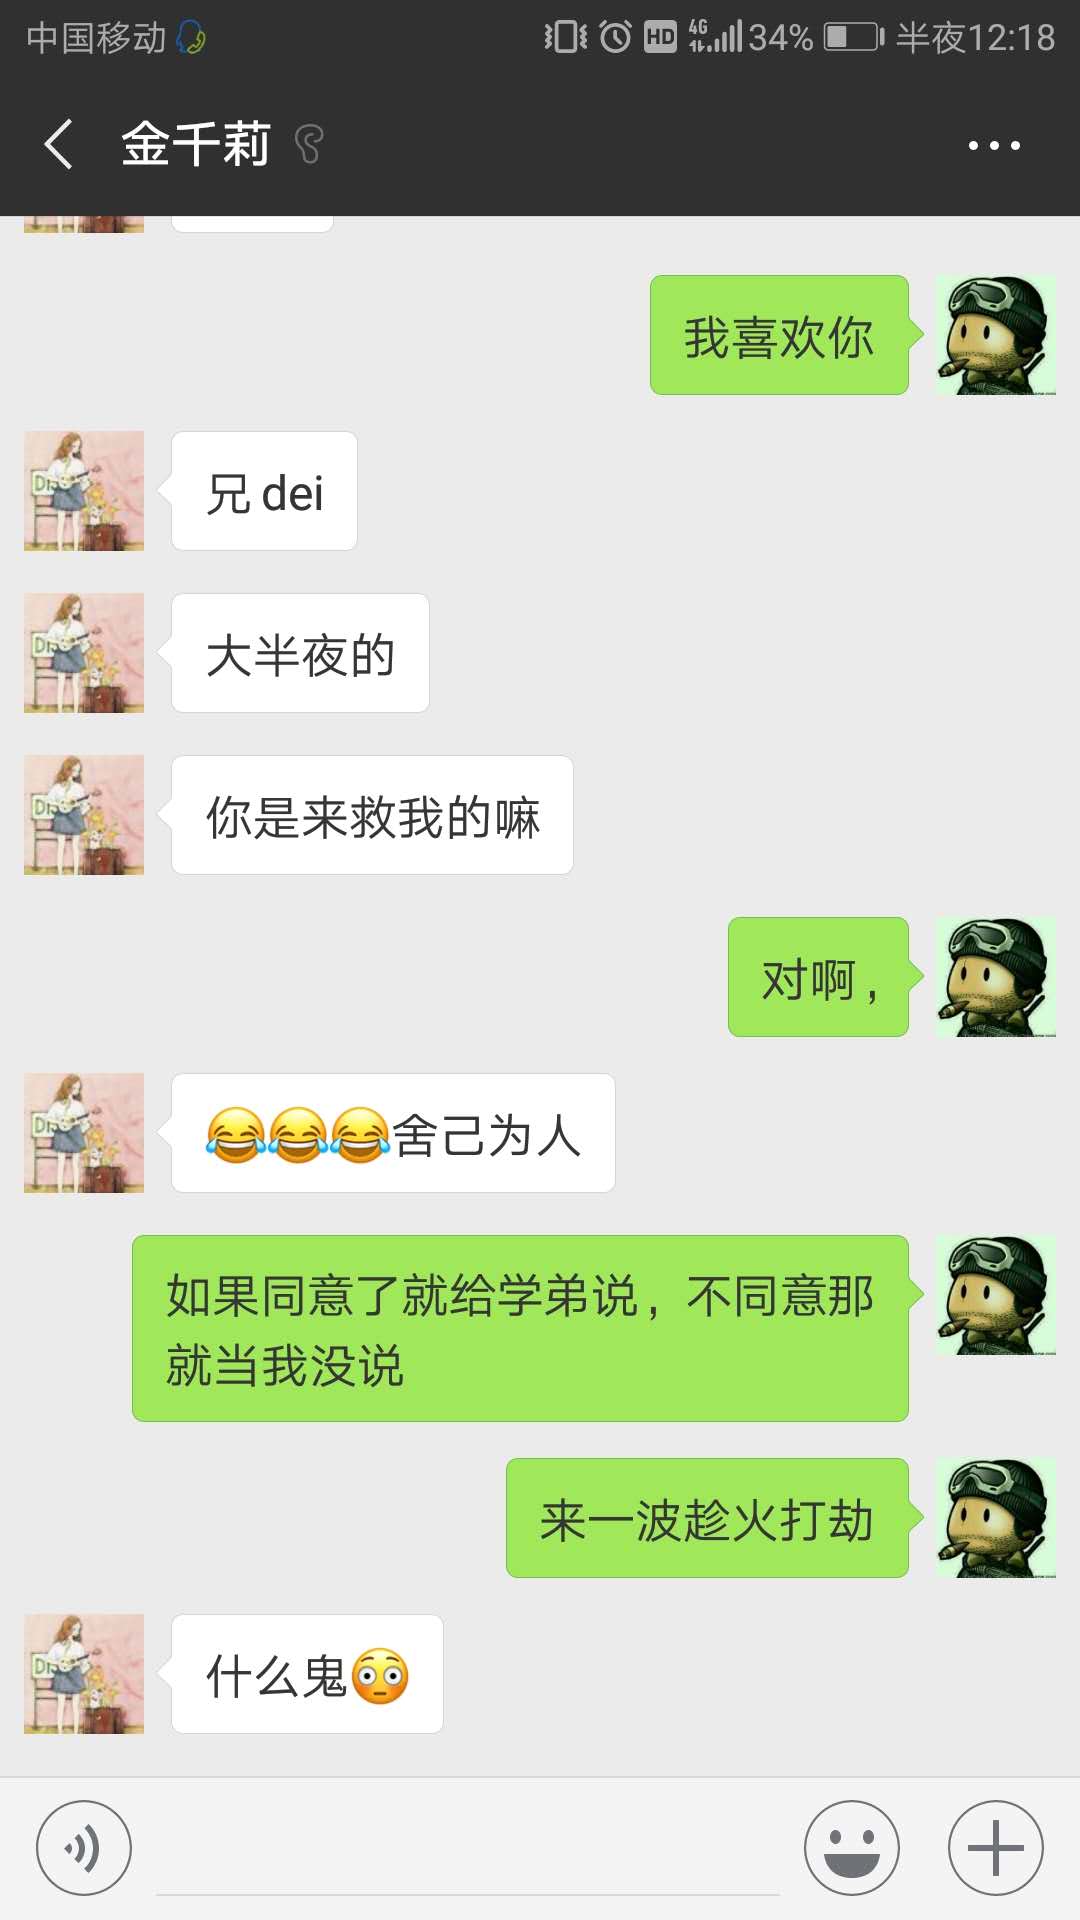 中国移动
HD 4G 34% 半夜12:18
金千莉
我喜欢你
兄dei
大半夜的
你是来救我的嘛
对啊，
😂😂😂舍己为人
如果同意了就给学弟说，不同意那
就当我没说
来一波趁火打劫
什么鬼😳